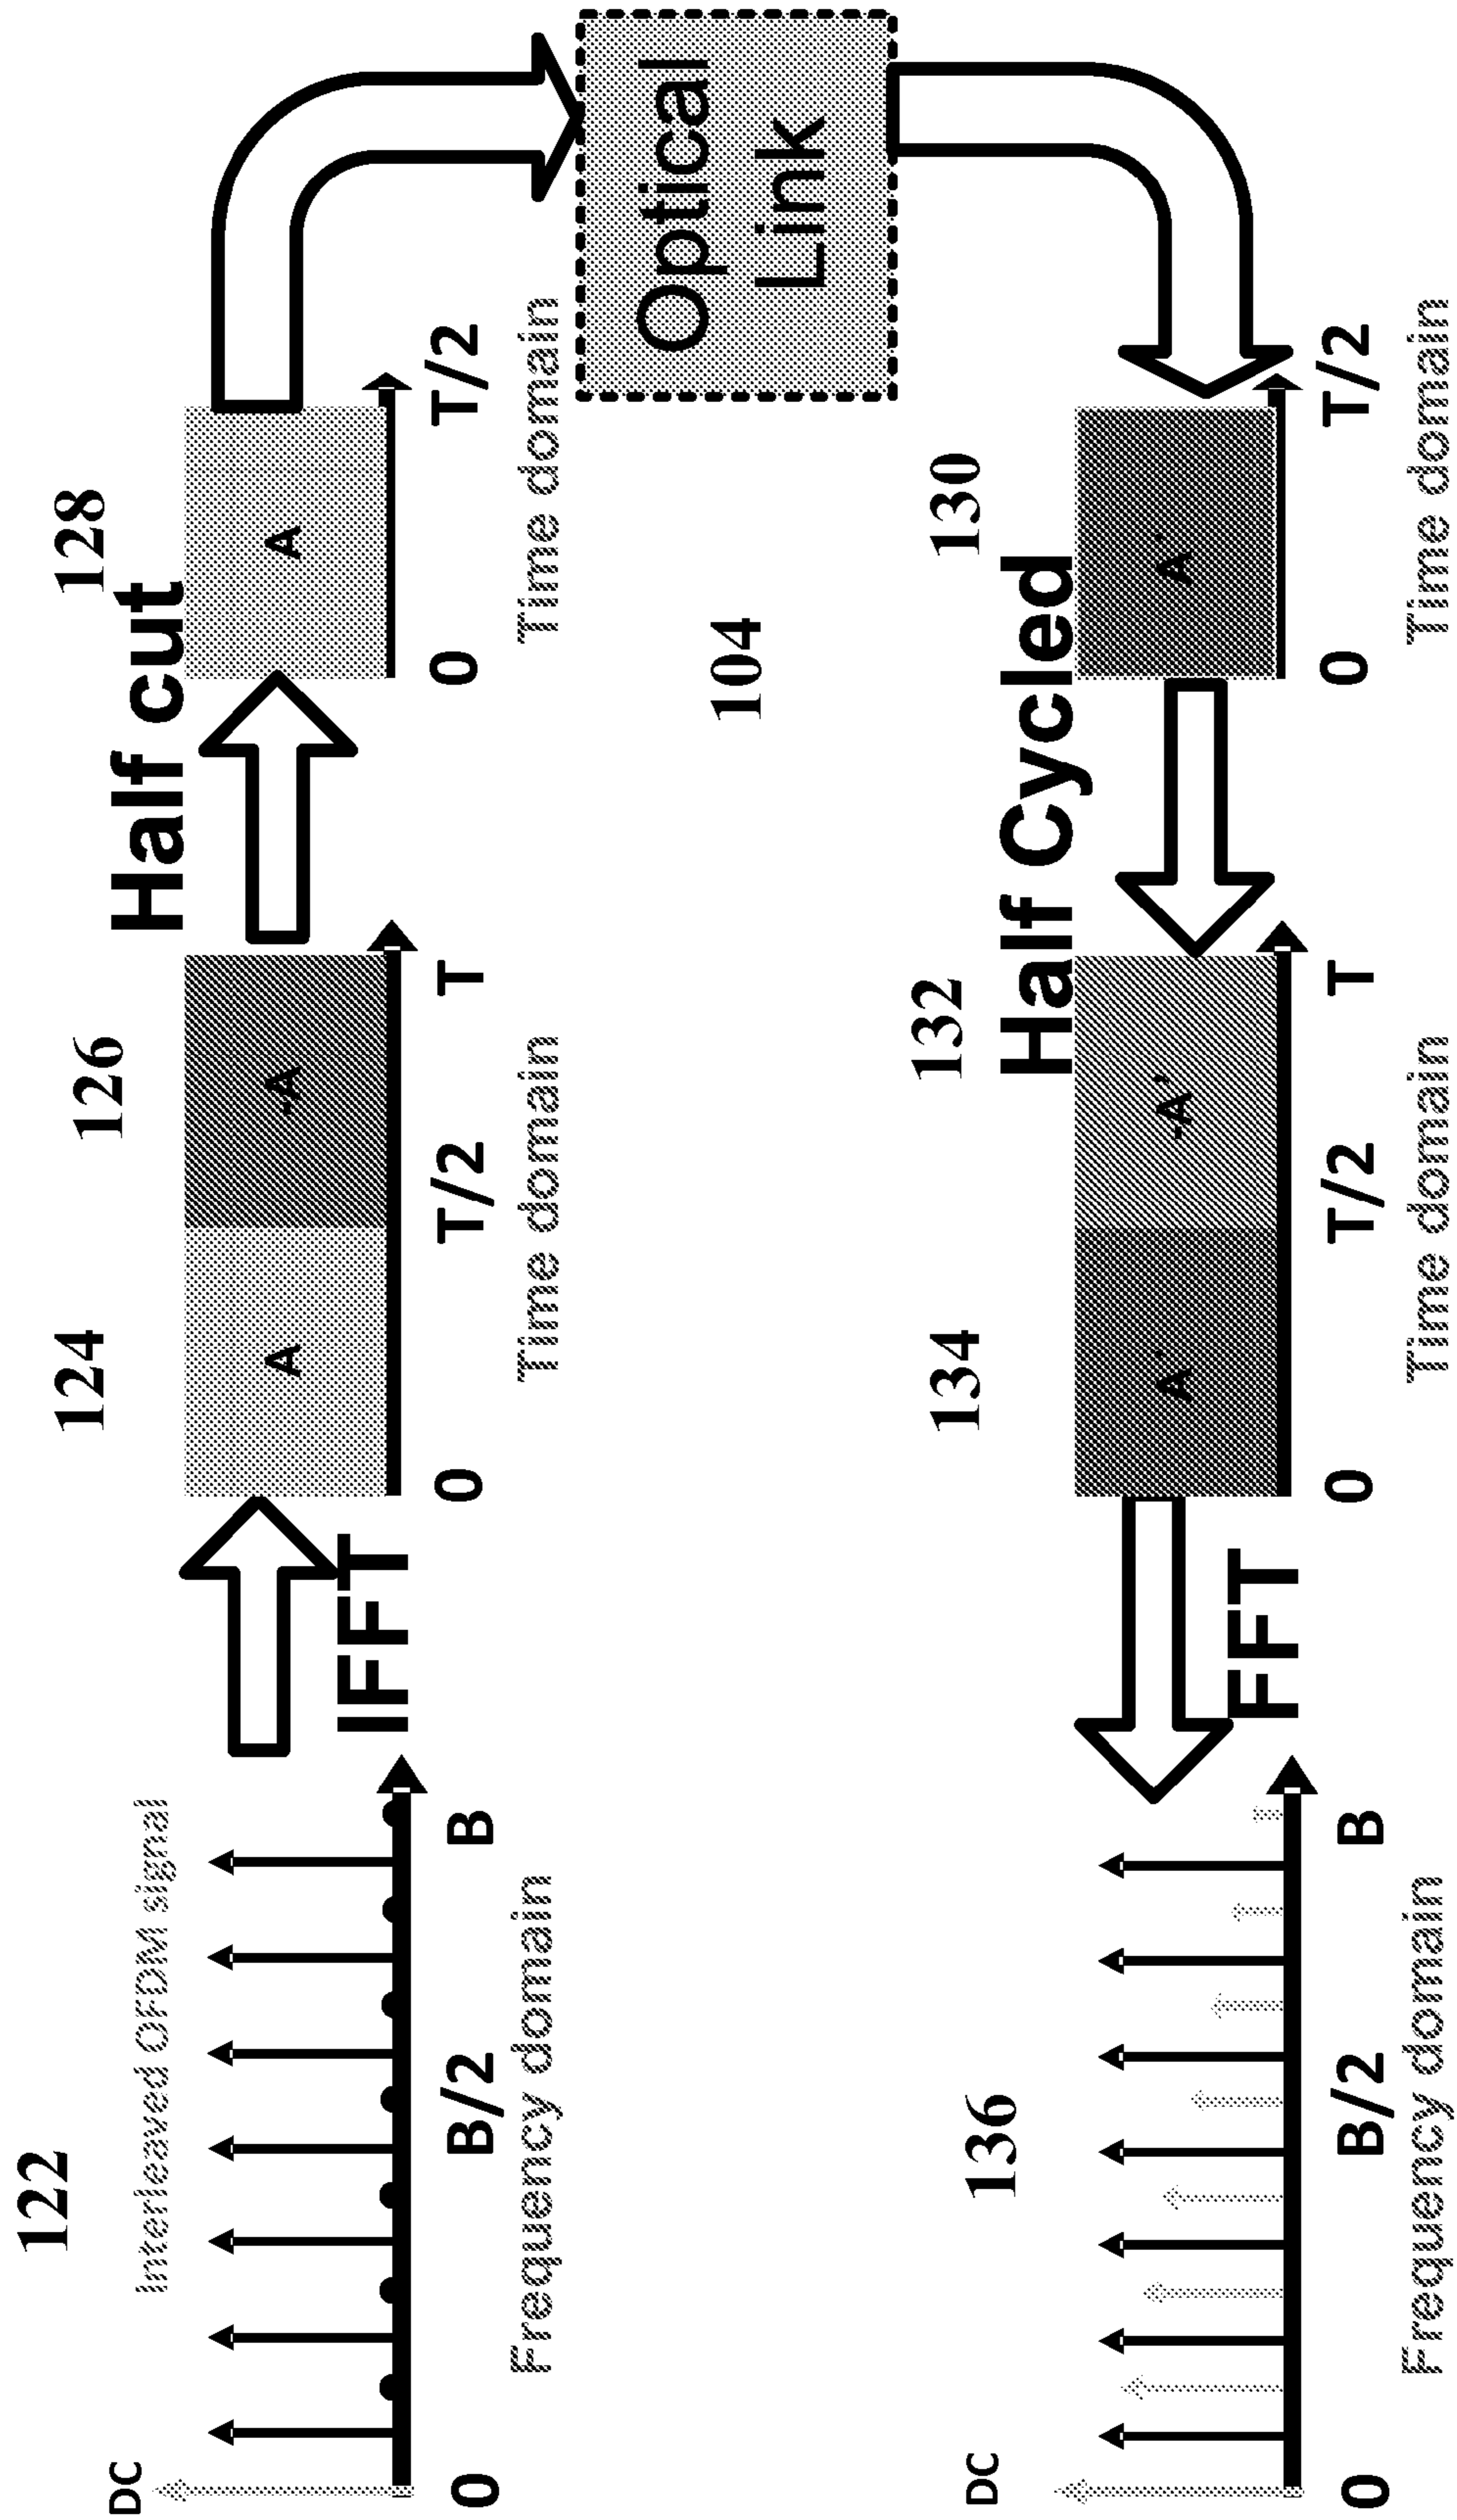 122
Interleaved OFDM signal
DC
0
B/2
B
Frequency domain
IFFT
124
126
A
-A
0
T/2
T
Time domain
Half cut
128
A
0
T/2
Time domain
Optical
Link
104
130
A'
0
T/2
Time domain
Half Cycled
134
132
A'
-A'
0
T/2
T
Time domain
FFT
136
DC
0
B/2
B
Frequency domain